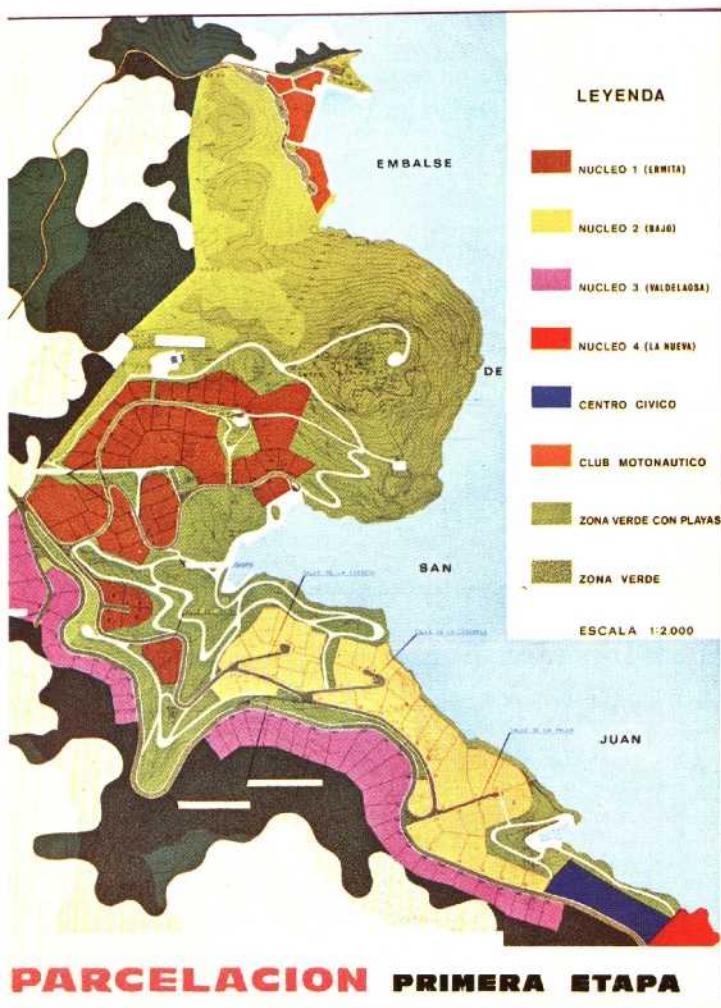 LEYENDA
EMBALSE
NUCLEO 1 (ERMITA)
NUCLEO 2 (BAJO)
NUCLEO 3 (VALDELAOSA)
NUCLEO 4 (LA NUEVA)
DE
CENTRO CIVICO
CLUB MOTONAUTICO
ZONA VERDE CON PLAYAS
SAN
ZONA VERDE
ESCALA 1:2.000
JUAN
PARCELACION PRIMERA ETAPA